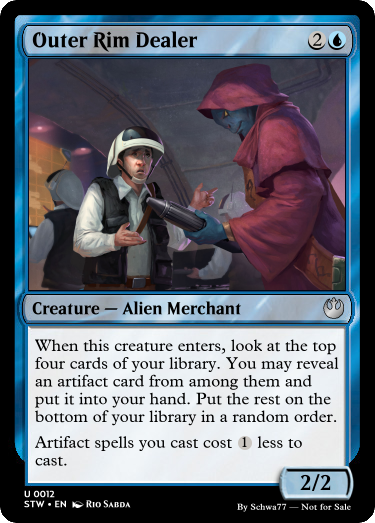 Outer Rim Dealer 2
Creature — Alien Merchant
When this creature enters, look at the top
four cards of your library. You may reveal
an artifact card from among them and
put it into your hand. Put the rest on the
bottom of your library in a random order.
Artifact spells you cast cost 1 less to
cast.
2/2
U 0012
STW • EN Rio Sabda
By Schwa77 — Not for Sale